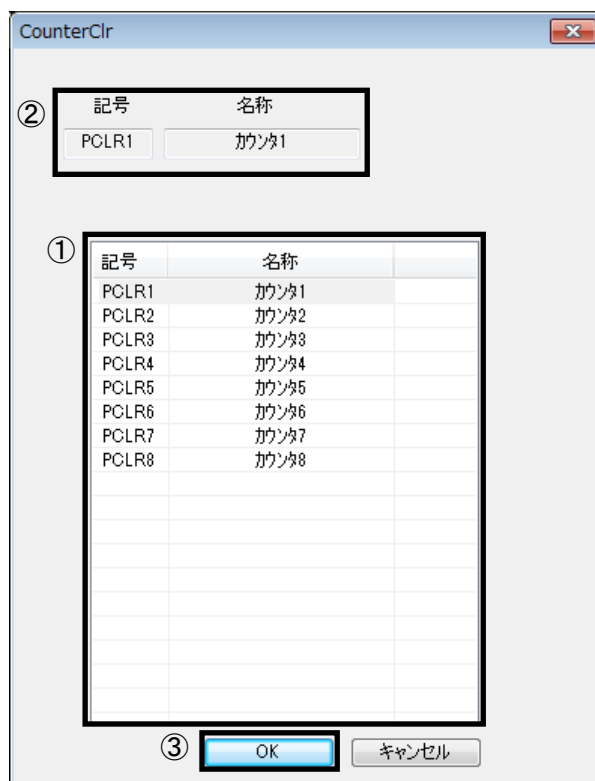 CounterClr
② 記号 名称
PCLR1 カウンタ1
①
記号 名称
PCLR1 カウンタ1
PCLR2 カウンタ2
PCLR3 カウンタ3
PCLR4 カウンタ4
PCLR5 カウンタ5
PCLR6 カウンタ6
PCLR7 カウンタ7
PCLR8 カウンタ8
③ OK キャンセル